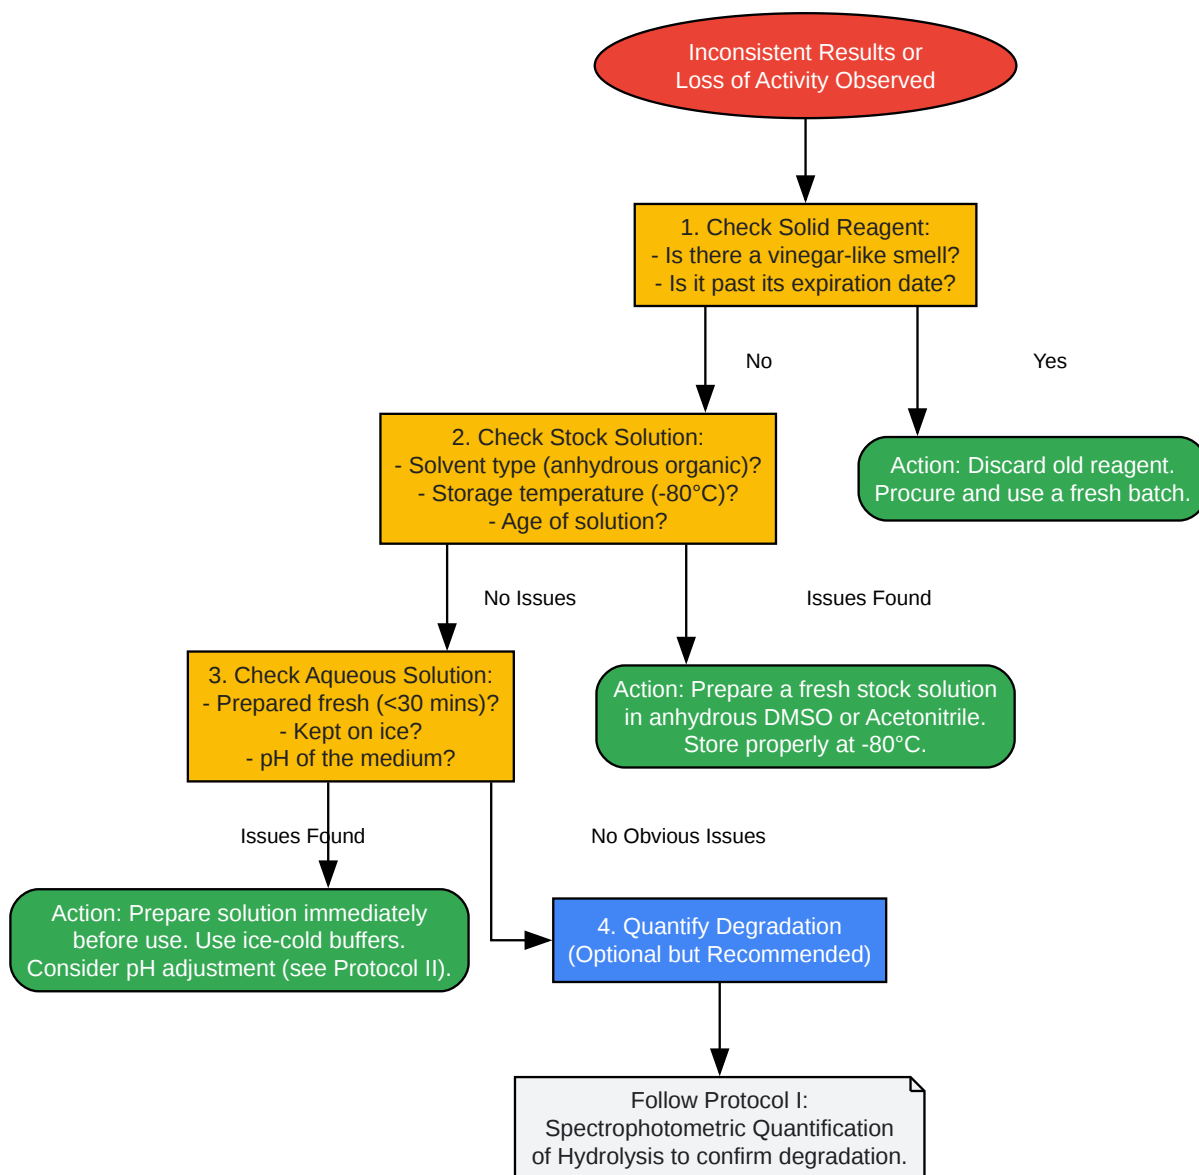 Inconsistent Results or
Loss of Activity Observed
1. Check Solid Reagent:
- Is there a vinegar-like smell?
- Is it past its expiration date?
No
Yes
2. Check Stock Solution:
- Solvent type (anhydrous organic)?
- Storage temperature (-80°C)?
- Age of solution?
Action: Discard old reagent.
Procure and use a fresh batch.
No Issues
Issues Found
3. Check Aqueous Solution:
- Prepared fresh (<30 mins)?
- Kept on ice?
- pH of the medium?
Action: Prepare a fresh stock solution
in anhydrous DMSO or Acetonitrile.
Store properly at -80°C.
Issues Found
No Obvious Issues
Action: Prepare solution immediately
before use. Use ice-cold buffers.
Consider pH adjustment (see Protocol II).
4. Quantify Degradation
(Optional but Recommended)
Follow Protocol I:
Spectrophotometric Quantification
of Hydrolysis to confirm degradation.